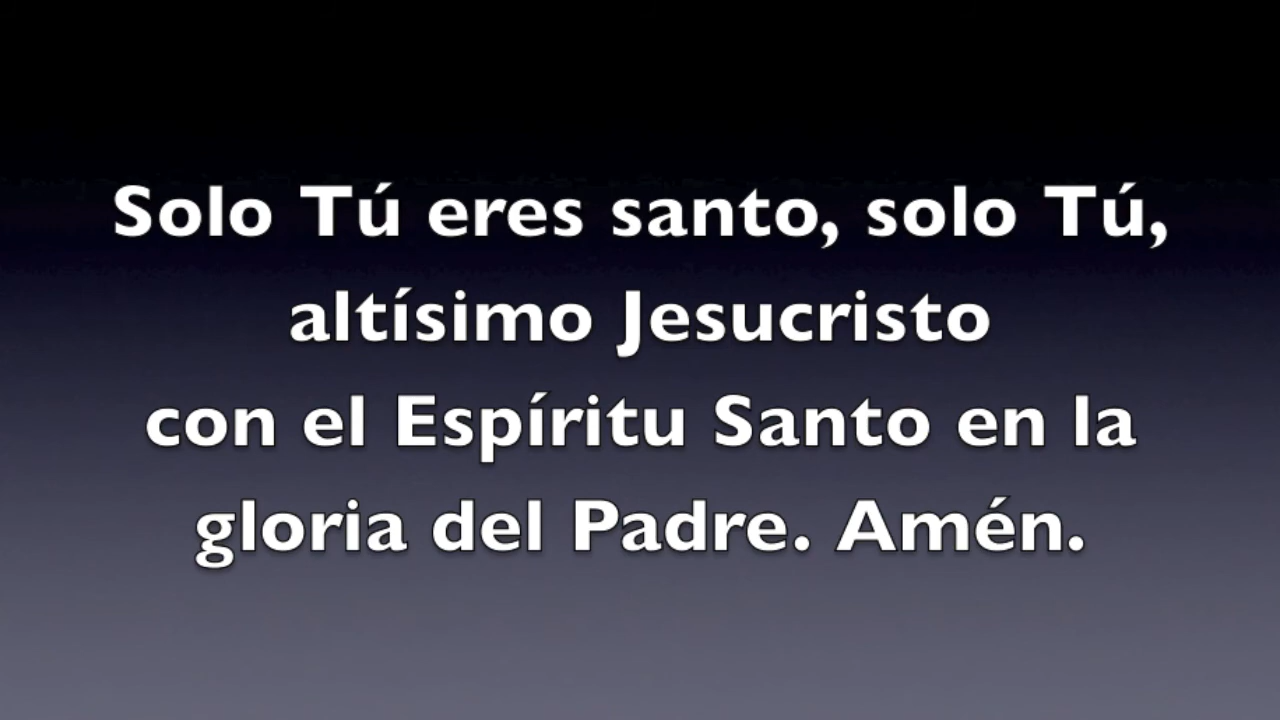 Solo Tú eres santo, solo Tú,
altísimo Jesucristo
con el Espíritu Santo en la
gloria del Padre. Amén.